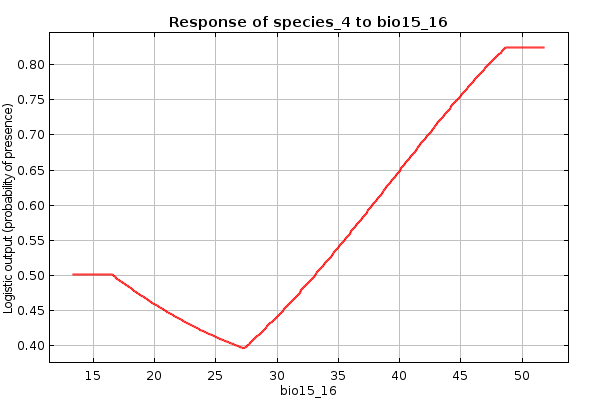 Response of species_4 to bio15_16
Logistic output (probability of presence)
0.80
0.75
0.70
0.65
0.60
0.55
0.50
0.45
0.40
15 20 25 30 35 40 45 50
bio15_16